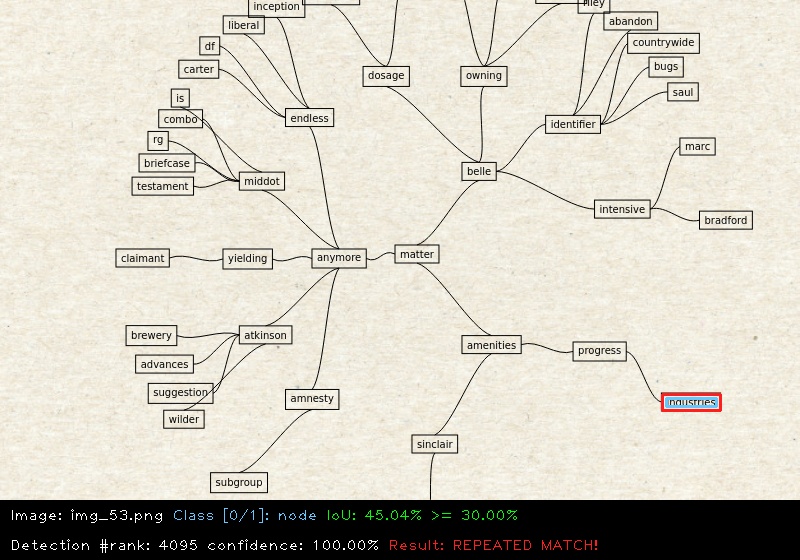 inception
liberal
df
carter
is
combo
rg
briefcase
testament
endless
middot
dosage
owning
riley
abandon
countrywide
bugs
saul
identifier
marc
belle
intensive
bradford
claimant
yielding
anymore
matter
brewery
atkinson
advances
suggestion
wilder
amnesty
subgroup
amenities
progress
industries
sinclair
Image: img_53.png Class [0/1]: node IoU: 45.04% >= 30.00%
Detection #rank: 4095 confidence: 100.00% Result: REPEATED MATCH!